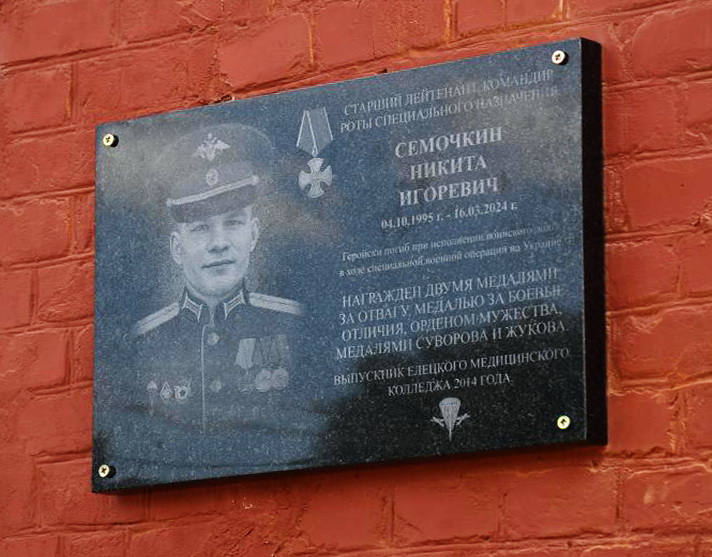 СТАРШИЙ ЛЕЙТЕНАНТ, КОМАНДИР
РОТЫ СПЕЦИАЛЬНОГО НАЗНАЧЕНИЯ
СЕМОЧКИН
НИКИТА
ИГОРЕВИЧ
04.10.1995 г. - 16.03.2024 г.
Геройски погиб при исполнении воинского долга
в ходе специальной военной операции на Украине
НАГРАЖДЕН ДВУМЯ МЕДАЛЯМИ
ЗА ОТВАГУ, МЕДАЛЬЮ ЗА БОЕВЫЕ
ОТЛИЧИЯ, ОРДЕНОМ МУЖЕСТВА,
МЕДАЛЯМИ СУВОРОВА И ЖУКОВА.
ВЫПУСКНИК ЕЛЕЦКОГО МЕДИЦИНСКОГО
КОЛЛЕДЖА 2014 ГОДА